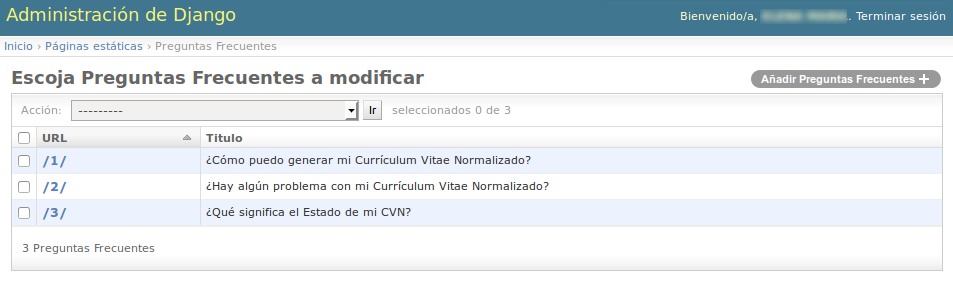 Administración de Django
Bienvenido/a, . Terminar sesión
Inicio › Páginas estáticas › Preguntas Frecuentes
Escoja Preguntas Frecuentes a modificar
Añadir Preguntas Frecuentes +
Acción: --------- Ir seleccionados 0 de 3
URL Titulo
/1/ ¿Cómo puedo generar mi Currículum Vitae Normalizado?
/2/ ¿Hay algún problema con mi Currículum Vitae Normalizado?
/3/ ¿Qué significa el Estado de mi CVN?
3 Preguntas Frecuentes